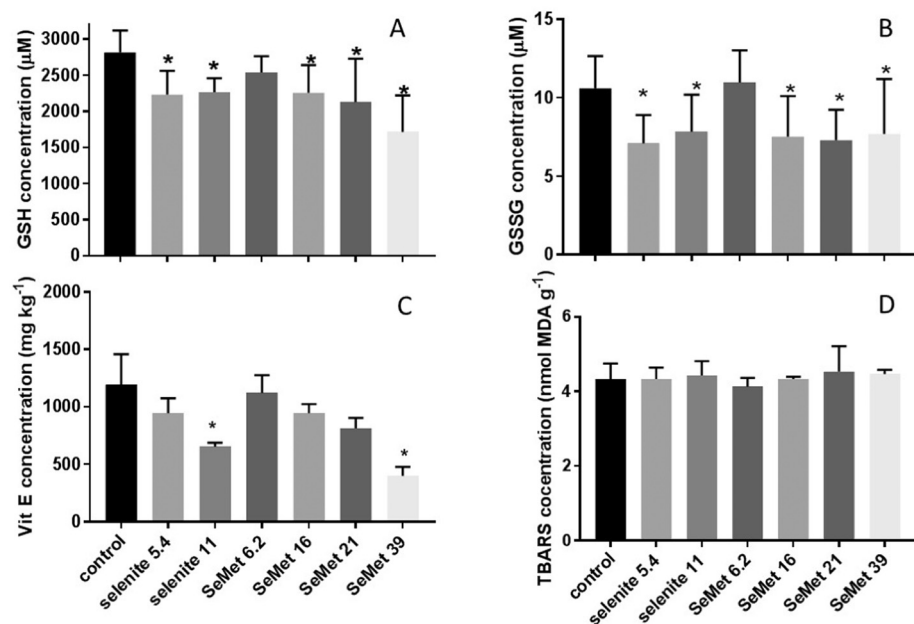 A
GSH concentration (µM)
3000
2500
2000
1500
1000
500
0
* * * * *
B
GSSG concentration (µM)
15
10
5
0
* * * * *
C
Vit E concentration (mg kg⁻¹)
2000
1500
1000
500
0
* *
control
selenite 5.4
selenite 11
SeMet 6.2
SeMet 16
SeMet 21
SeMet 39
D
TBARS cocentration (nmol MDA g⁻¹)
6
4
2
0
control
selenite 5.4
selenite 11
SeMet 6.2
SeMet 16
SeMet 21
SeMet 39